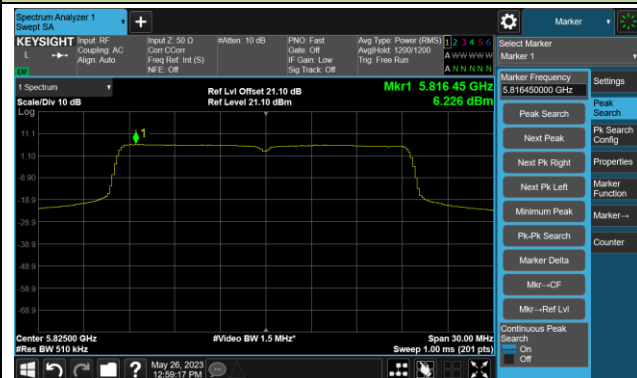 Spectrum Analyzer 1
Swept SA
Marker
KEYSIGHT Input: RF
Coupling: AC
Align: Auto
Input Z: 50 Ω
Corr CCorr
Freq Ref: Int (S)
NFE: Off
#Atten: 10 dB
PNO: Fast
Gate: Off
IF Gain: Low
Sig Track: Off
Avg Type: Power (RMS)
Avg|Hold: 1200/1200
Trig: Free Run
1 2 3 4 5 6
A W W W W W
A N N N N N
L
LW
Select Marker
Marker 1
1 Spectrum
Scale/Div 10 dB
Log
Ref Lvl Offset 21.10 dB
Ref Level 21.10 dBm
Mkr1 5.816 45 GHz
6.226 dBm
1
11.1
1.10
-8.90
-18.9
-28.9
-38.9
-48.9
-58.9
-68.9
Center 5.82500 GHz
#Res BW 510 kHz
#Video BW 1.5 MHz*
Span 30.00 MHz
Sweep 1.00 ms (201 pts)
Marker Frequency
5.816450000 GHz
Peak Search
Next Peak
Next Pk Right
Next Pk Left
Minimum Peak
Pk-Pk Search
Marker Delta
Mkr→CF
Mkr→Ref Lvl
Continuous Peak
Search
On
Off
Settings
Peak
Search
Pk Search
Config
Properties
Marker
Function
Marker→
Counter
May 26, 2023
12:59:17 PM